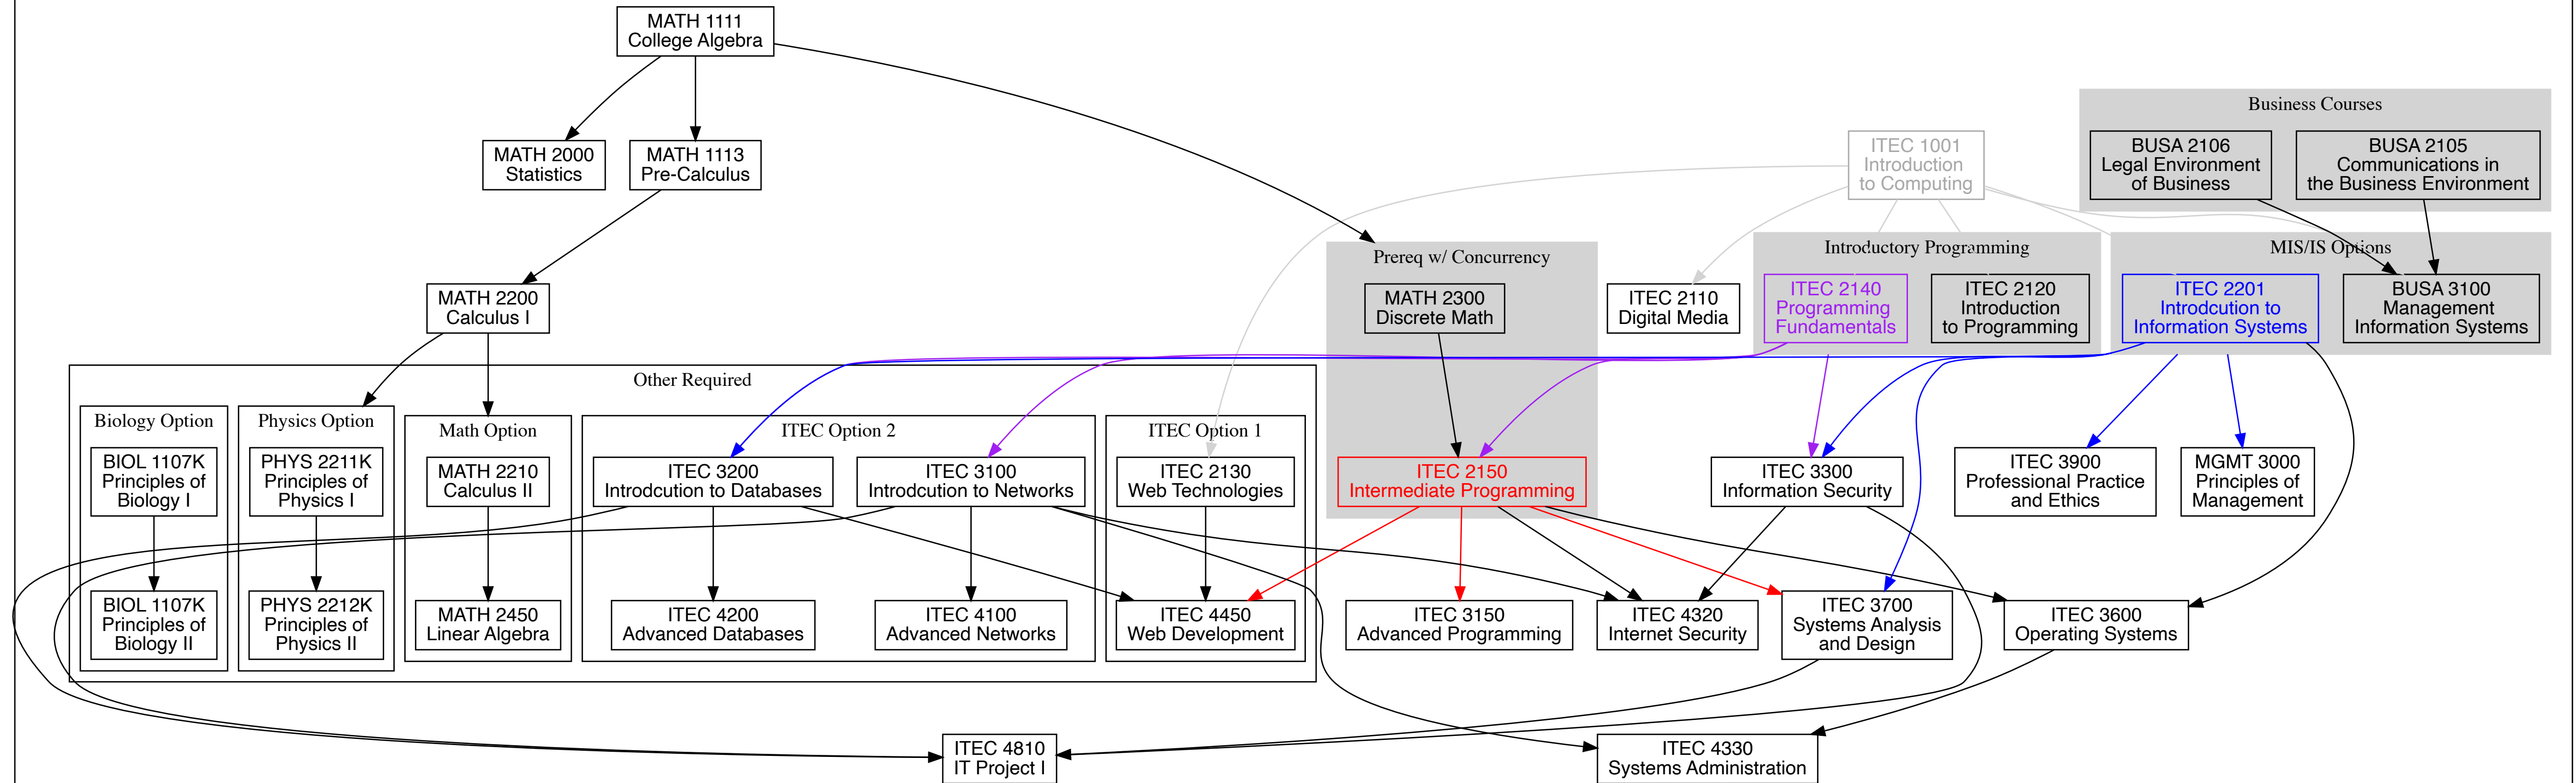 MATH 1111
College Algebra
Business Courses
MATH 2000
Statistics
MATH 1113
Pre-Calculus
ITEC 1001
Introduction
to Computing
BUSA 2106
Legal Environment
of Business
BUSA 2105
Communications in
the Business Environment
Prereq w/ Concurrency
Introductory Programming
MIS/IS Options
MATH 2200
Calculus I
MATH 2300
Discrete Math
ITEC 2110
Digital Media
ITEC 2140
Programming
Fundamentals
ITEC 2120
Introduction
to Programming
ITEC 2201
Introdcution to
Information Systems
BUSA 3100
Management
Information Systems
Other Required
Biology Option
Physics Option
Math Option
ITEC Option 2
ITEC Option 1
BIOL 1107K
Principles of
Biology I
PHYS 2211K
Principles of
Physics I
MATH 2210
Calculus II
ITEC 3200
Introdcution to Databases
ITEC 3100
Introdcution to Networks
ITEC 2130
Web Technologies
ITEC 2150
Intermediate Programming
ITEC 3300
Information Security
ITEC 3900
Professional Practice
and Ethics
MGMT 3000
Principles of
Management
BIOL 1107K
Principles of
Biology II
PHYS 2212K
Principles of
Physics II
MATH 2450
Linear Algebra
ITEC 4200
Advanced Databases
ITEC 4100
Advanced Networks
ITEC 4450
Web Development
ITEC 3150
Advanced Programming
ITEC 4320
Internet Security
ITEC 3700
Systems Analysis
and Design
ITEC 3600
Operating Systems
ITEC 4810
IT Project I
ITEC 4330
Systems Administration